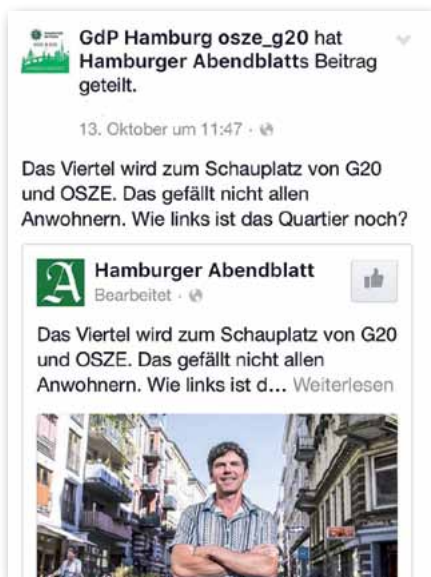 GdP Hamburg osze_g20 hat
Hamburger Abendblatts Beitrag
geteilt.
13. Oktober um 11:47 ·
Das Viertel wird zum Schauplatz von G20
und OSZE. Das gefällt nicht allen
Anwohnern. Wie links ist das Quartier noch?
A
Hamburger Abendblatt
Bearbeitet ·
Das Viertel wird zum Schauplatz von G20
und OSZE. Das gefällt nicht allen
Anwohnern. Wie links ist d... Weiterlesen